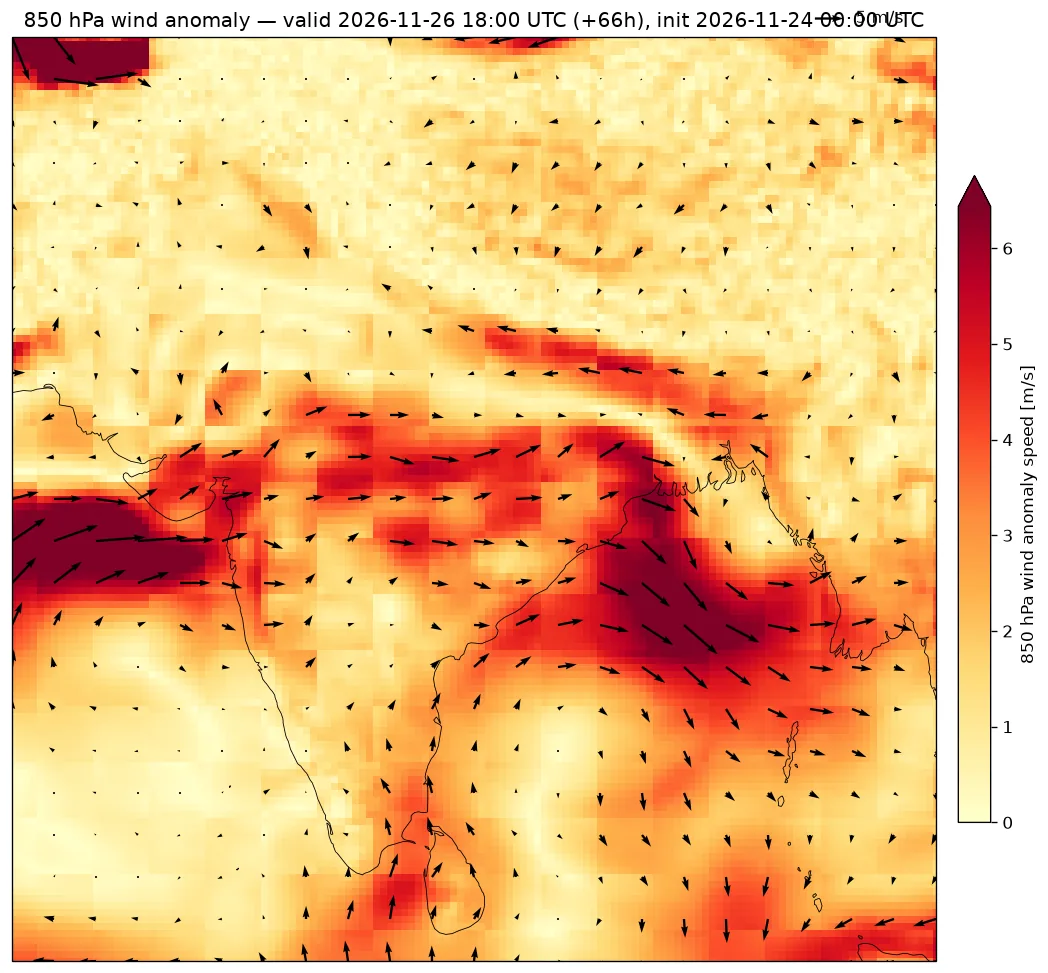 850 hPa wind anomaly — valid 2026-11-26 18:00 UTC (+66h), init 2026-11-24 00:00 UTC
5 m/s
6
5
4
3
2
1
0
850 hPa wind anomaly speed [m/s]